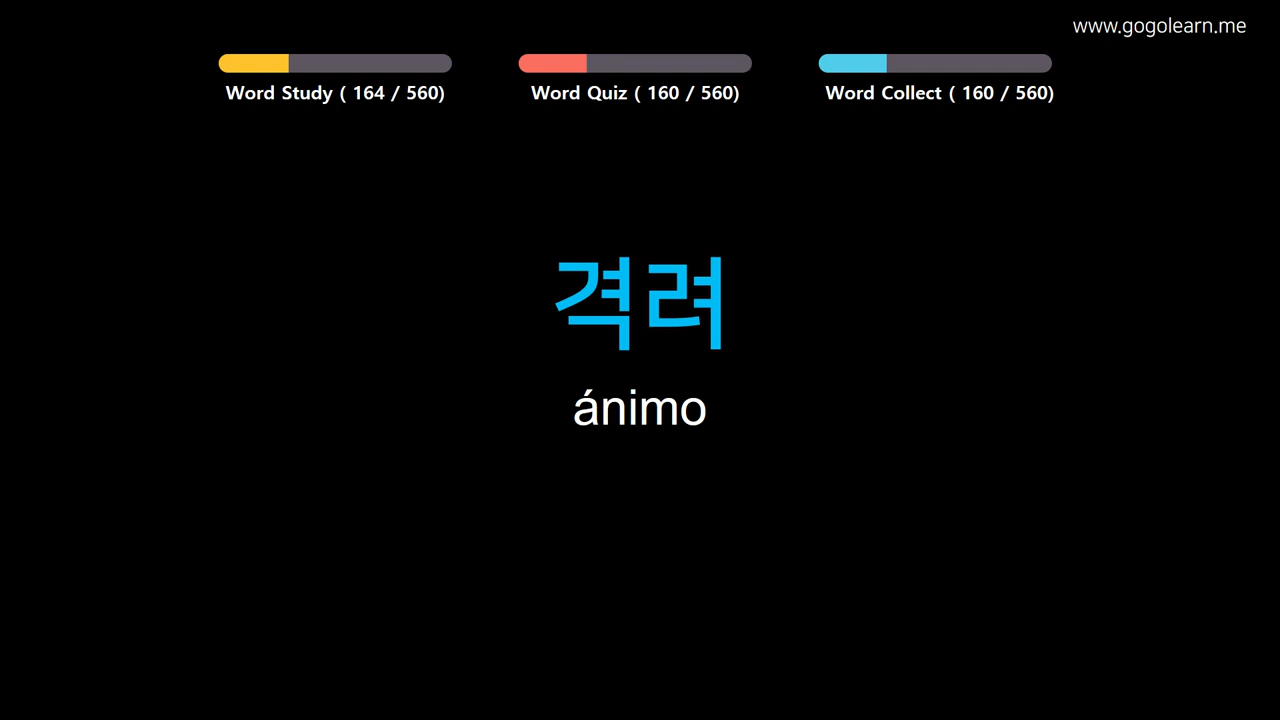 www.gogolearn.me
Word Study ( 164 / 560)
Word Quiz ( 160 / 560)
Word Collect ( 160 / 560)
격려
ánimo